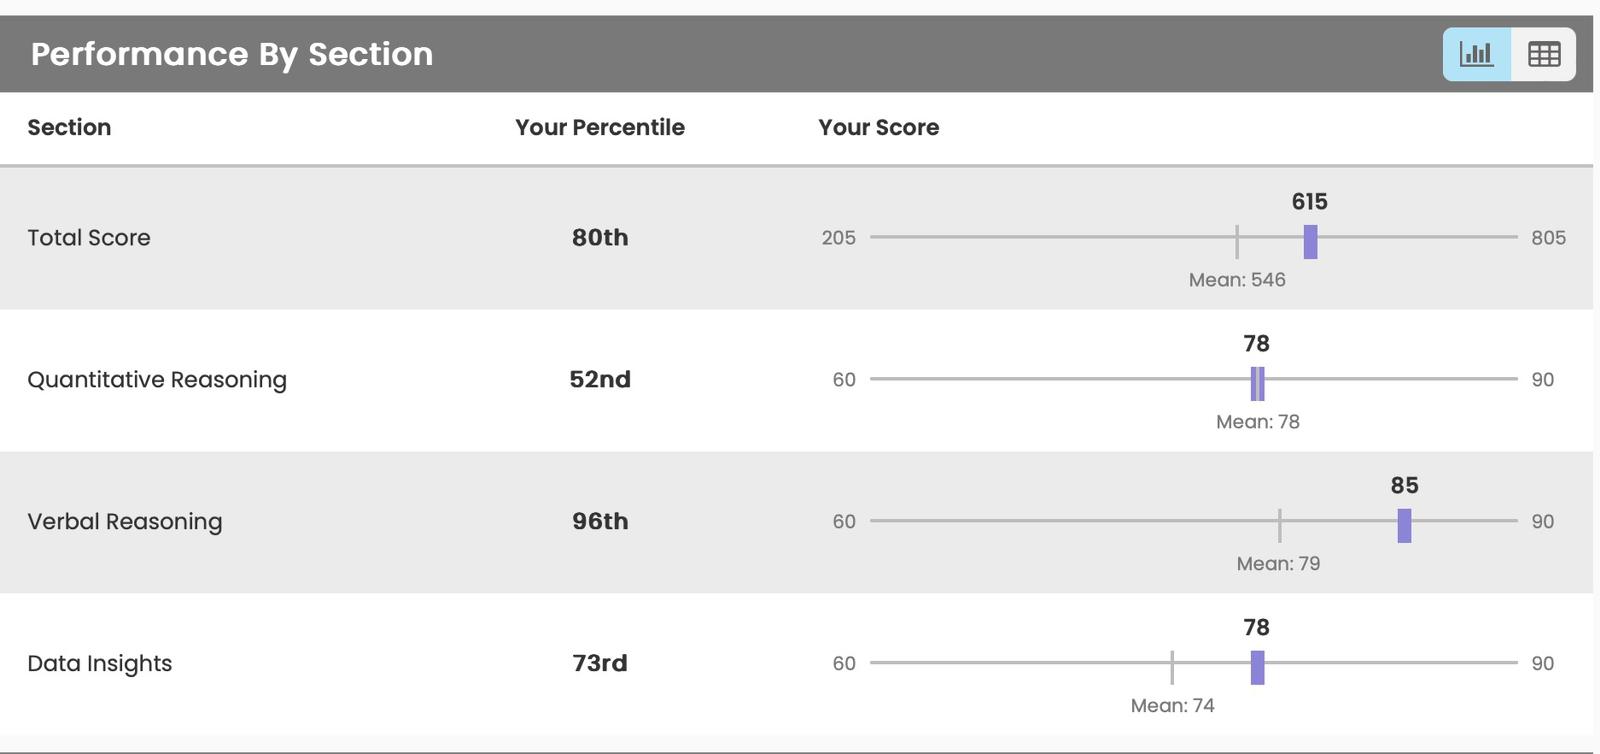 Performance By Section
Section Your Percentile Your Score
615
Total Score 80th 205 805
Mean: 546
78
Quantitative Reasoning 52nd 60 90
Mean: 78
85
Verbal Reasoning 96th 60 90
Mean: 79
78
Data Insights 73rd 60 90
Mean: 74